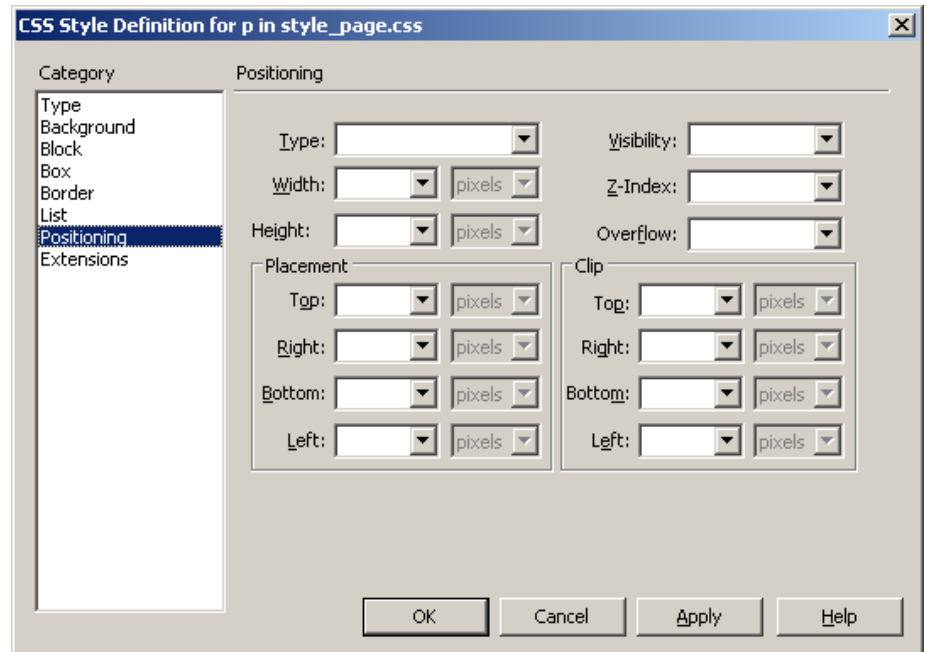 CSS Style Definition for p in style_page.css
Category
Type
Background
Block
Box
Border
List
Positioning
Extensions
Positioning
Type:
Visibility:
Width: pixels
Z-Index:
Height: pixels
Overflow:
Placement
Top: pixels
Right: pixels
Bottom: pixels
Left: pixels
Clip
Top: pixels
Right: pixels
Bottom: pixels
Left: pixels
OK Cancel Apply Help